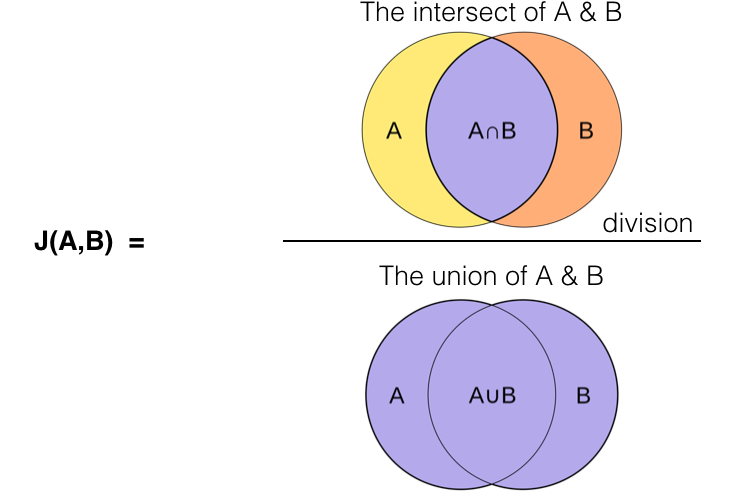 The intersect of A & B
A
A∩B
B
division
J(A,B) =
The union of A & B
A
A∪B
B